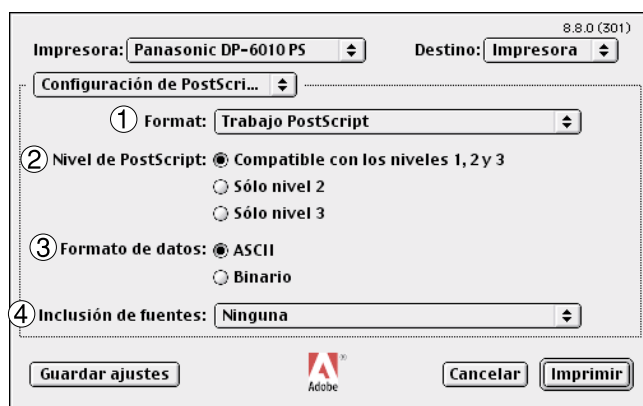 8.8.0 (301)
Impresora: Panasonic DP-6010 PS Destino: Impresora
Configuración de PostScri...
1 Format: Trabajo PostScript
2 Nivel de PostScript: Compatible con los niveles 1, 2 y 3
Sólo nivel 2
Sólo nivel 3
3 Formato de datos: ASCII
Binario
4 Inclusión de fuentes: Ninguna
Guardar ajustes Adobe® Cancelar Imprimir